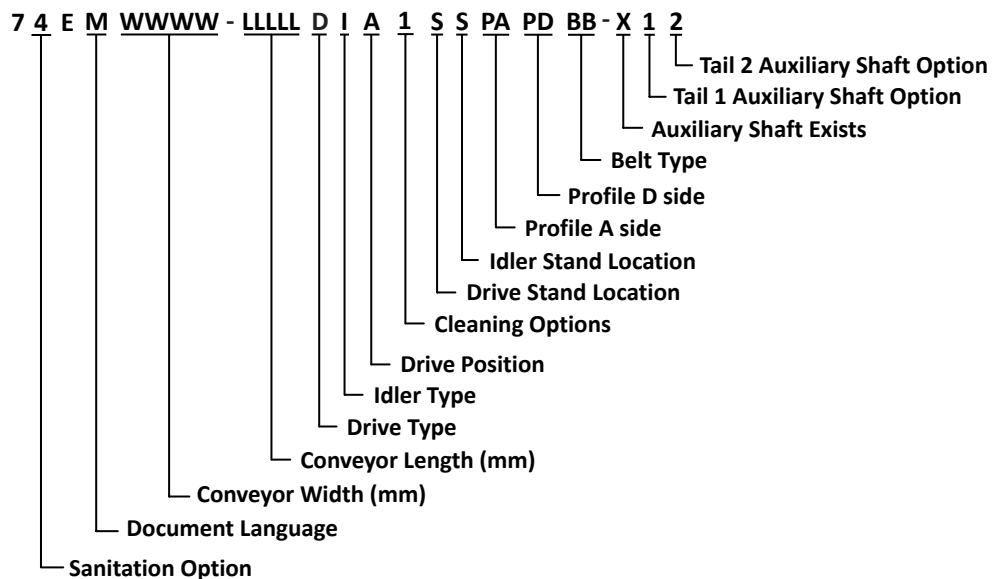 7 4 E M WWWW - LLLLL D I A 1 S S PA PD BB - X 1 2
Tail 2 Auxiliary Shaft Option
Tail 1 Auxiliary Shaft Option
Auxiliary Shaft Exists
Belt Type
Profile D side
Profile A side
Idler Stand Location
Drive Stand Location
Cleaning Options
Drive Position
Idler Type
Drive Type
Conveyor Length (mm)
Conveyor Width (mm)
Document Language
Sanitation Option